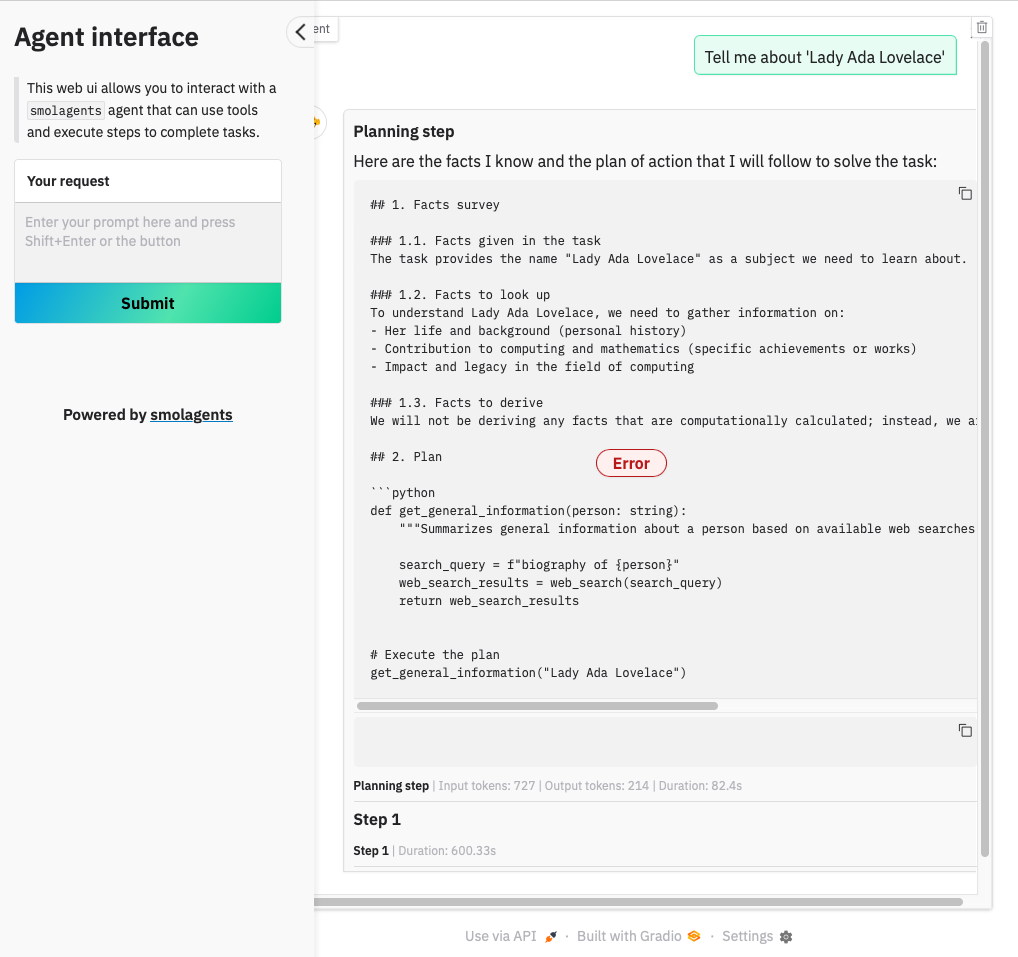 Agent interface
This web ui allows you to interact with a
smolagents agent that can use tools
and execute steps to complete tasks.
Your request
Enter your prompt here and press
Shift+Enter or the button
Submit
Powered by smolagents
Tell me about 'Lady Ada Lovelace'
Planning step
Here are the facts I know and the plan of action that I will follow to solve the task:
## 1. Facts survey
### 1.1. Facts given in the task
The task provides the name "Lady Ada Lovelace" as a subject we need to learn about.
### 1.2. Facts to look up
To understand Lady Ada Lovelace, we need to gather information on:
- Her life and background (personal history)
- Contribution to computing and mathematics (specific achievements or works)
- Impact and legacy in the field of computing
### 1.3. Facts to derive
We will not be deriving any facts that are computationally calculated; instead, we
## 2. Plan
Error
```python
def get_general_information(person: string):
"""Summarizes general information about a person based on available web searches
search_query = f"biography of {person}"
web_search_results = web_search(search_query)
return web_search_results
# Execute the plan
get_general_information("Lady Ada Lovelace")
Planning step | Input tokens: 727 | Output tokens: 214 | Duration: 82.4s
Step 1
Step 1 | Duration: 600.33s
Use via API · Built with Gradio · Settings